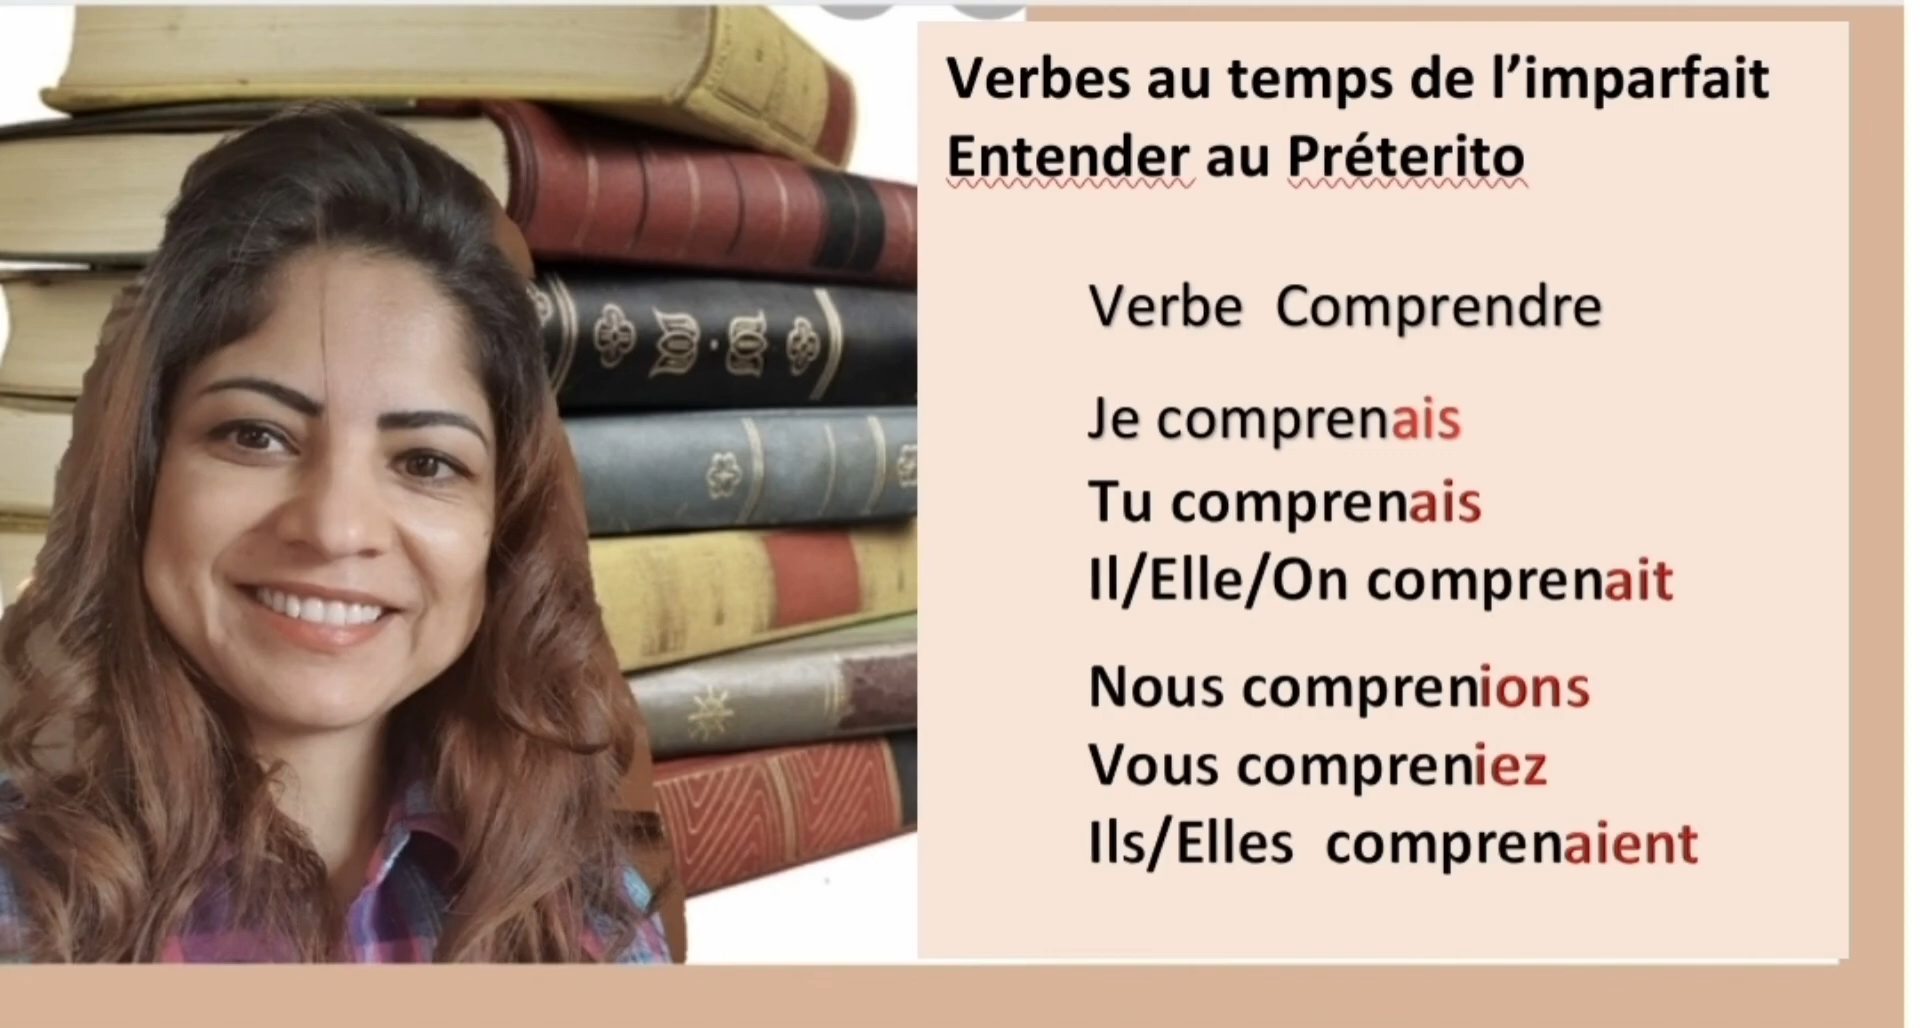 Verbes au temps de l’imparfait
Entender au Préterito
Verbe Comprendre
Je comprenais
Tu comprenais
Il/Elle/On comprenait
Nous comprenions
Vous compreniez
Ils/Elles comprenaient